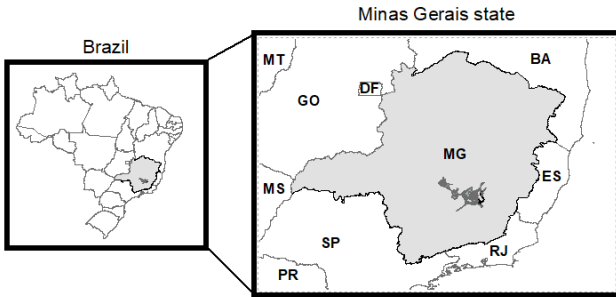 Minas Gerais state
Brazil
MT
BA
GO
DF
MG
MS
ES
SP
RJ
PR